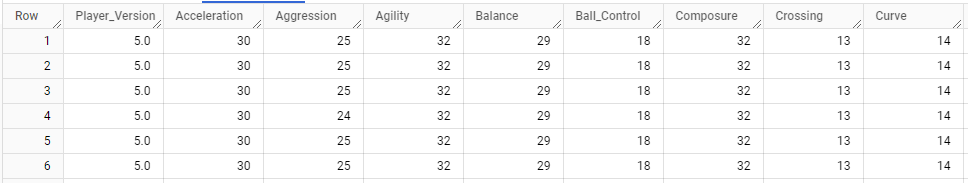 Row Player_Version Acceleration Aggression Agility Balance Ball_Control Composure Crossing Curve
1 5.0 30 25 32 29 18 32 13 14
2 5.0 30 25 32 29 18 32 13 14
3 5.0 30 25 32 29 18 32 13 14
4 5.0 30 24 32 29 18 32 13 14
5 5.0 30 25 32 29 18 32 13 14
6 5.0 30 25 32 29 18 32 13 14